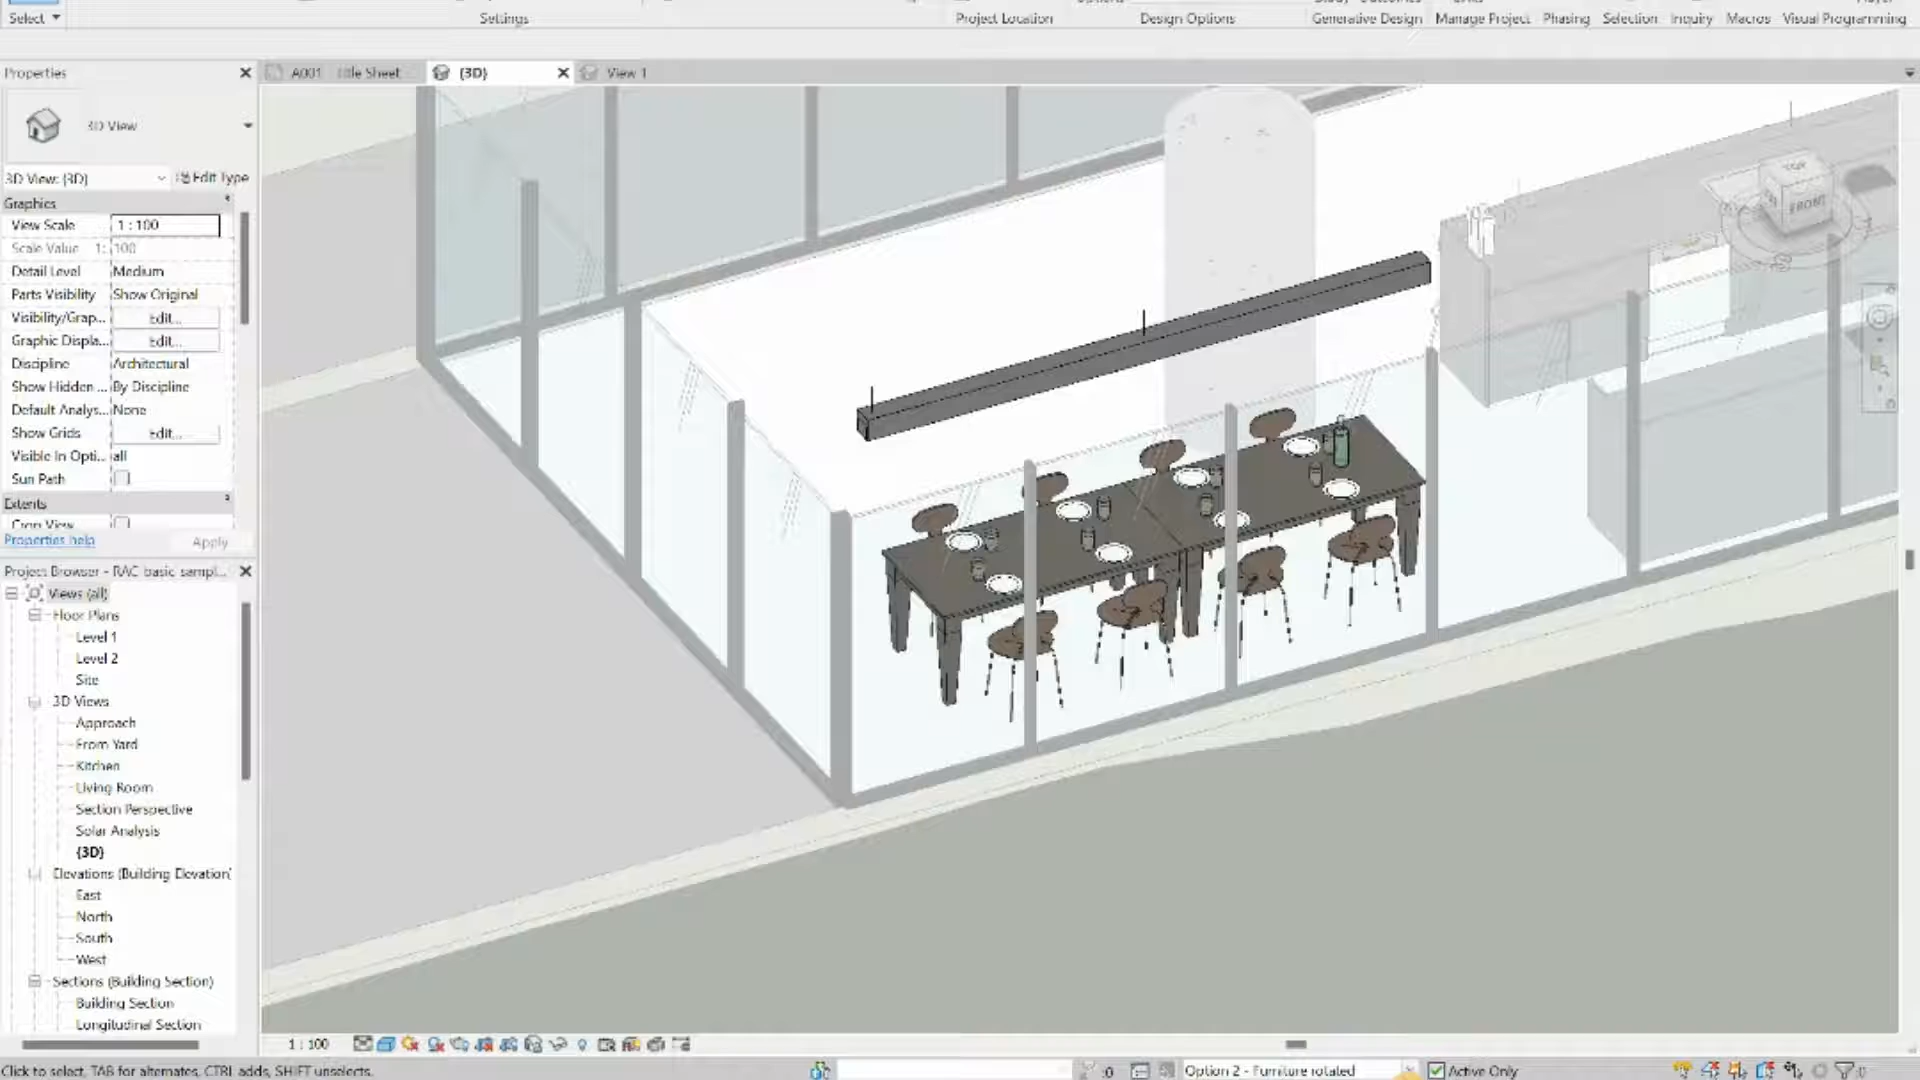 Select
Settings
Project Location
Design Options
Generative Design
Manage Project
Phasing
Selection
Inquiry
Macros
Visual Programming
Properties
A001
Title Sheet
{3D}
View 1
3D View
3D View: {3D}
Edit Type
Graphics
View Scale 1 : 100
Scale Value 1: 100
Detail Level Medium
Parts Visibility Show Original
Visibility/Grap... Edit...
Graphic Displa... Edit...
Discipline Architectural
Show Hidden ... By Discipline
Default Analys... None
Show Grids Edit...
Visible In Opti... all
Sun Path
Extents
Crop View
Properties help
Apply
Project Browser - RAC_basic_sampl...
Views (all)
Floor Plans
Level 1
Level 2
Site
3D Views
Approach
From Yard
Kitchen
Living Room
Section Perspective
Solar Analysis
{3D}
Elevations (Building Elevation)
East
North
South
West
Sections (Building Section)
Building Section
Longitudinal Section
TOP
FRONT
1 : 100
Click to select, TAB for alternates, CTRL adds, SHIFT unselects.
:0
Option 2 - Furniture rotated
Active Only
:0